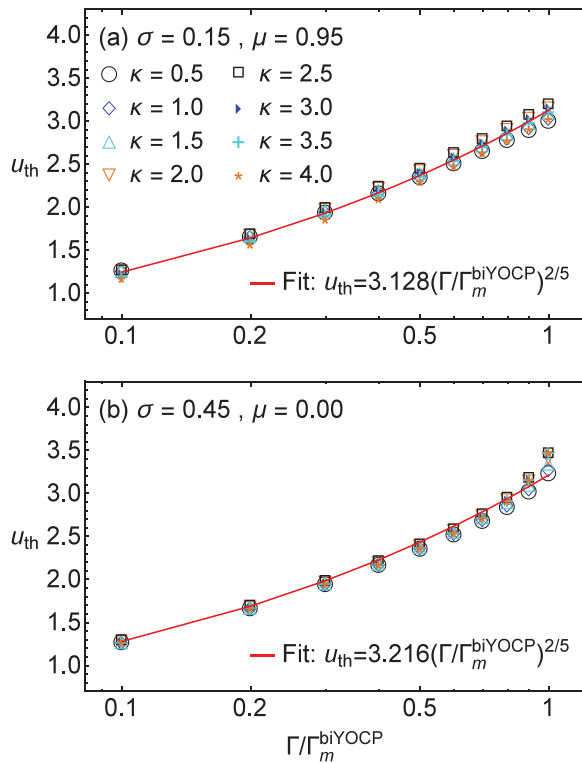 (a) σ = 0.15 , μ = 0.95
κ = 0.5
κ = 2.5
κ = 1.0
κ = 3.0
κ = 1.5
κ = 3.5
κ = 2.0
κ = 4.0
4.0
3.5
3.0
2.5
2.0
1.5
1.0
u_th
Fit: u_th=3.128(Γ/Γ_m^biYOCP)^2/5
0.1
0.2
0.5
1
(b) σ = 0.45 , μ = 0.00
4.0
3.5
3.0
2.5
2.0
1.5
1.0
u_th
Fit: u_th=3.216(Γ/Γ_m^biYOCP)^2/5
0.1
0.2
0.5
1
Γ/Γ_m^biYOCP